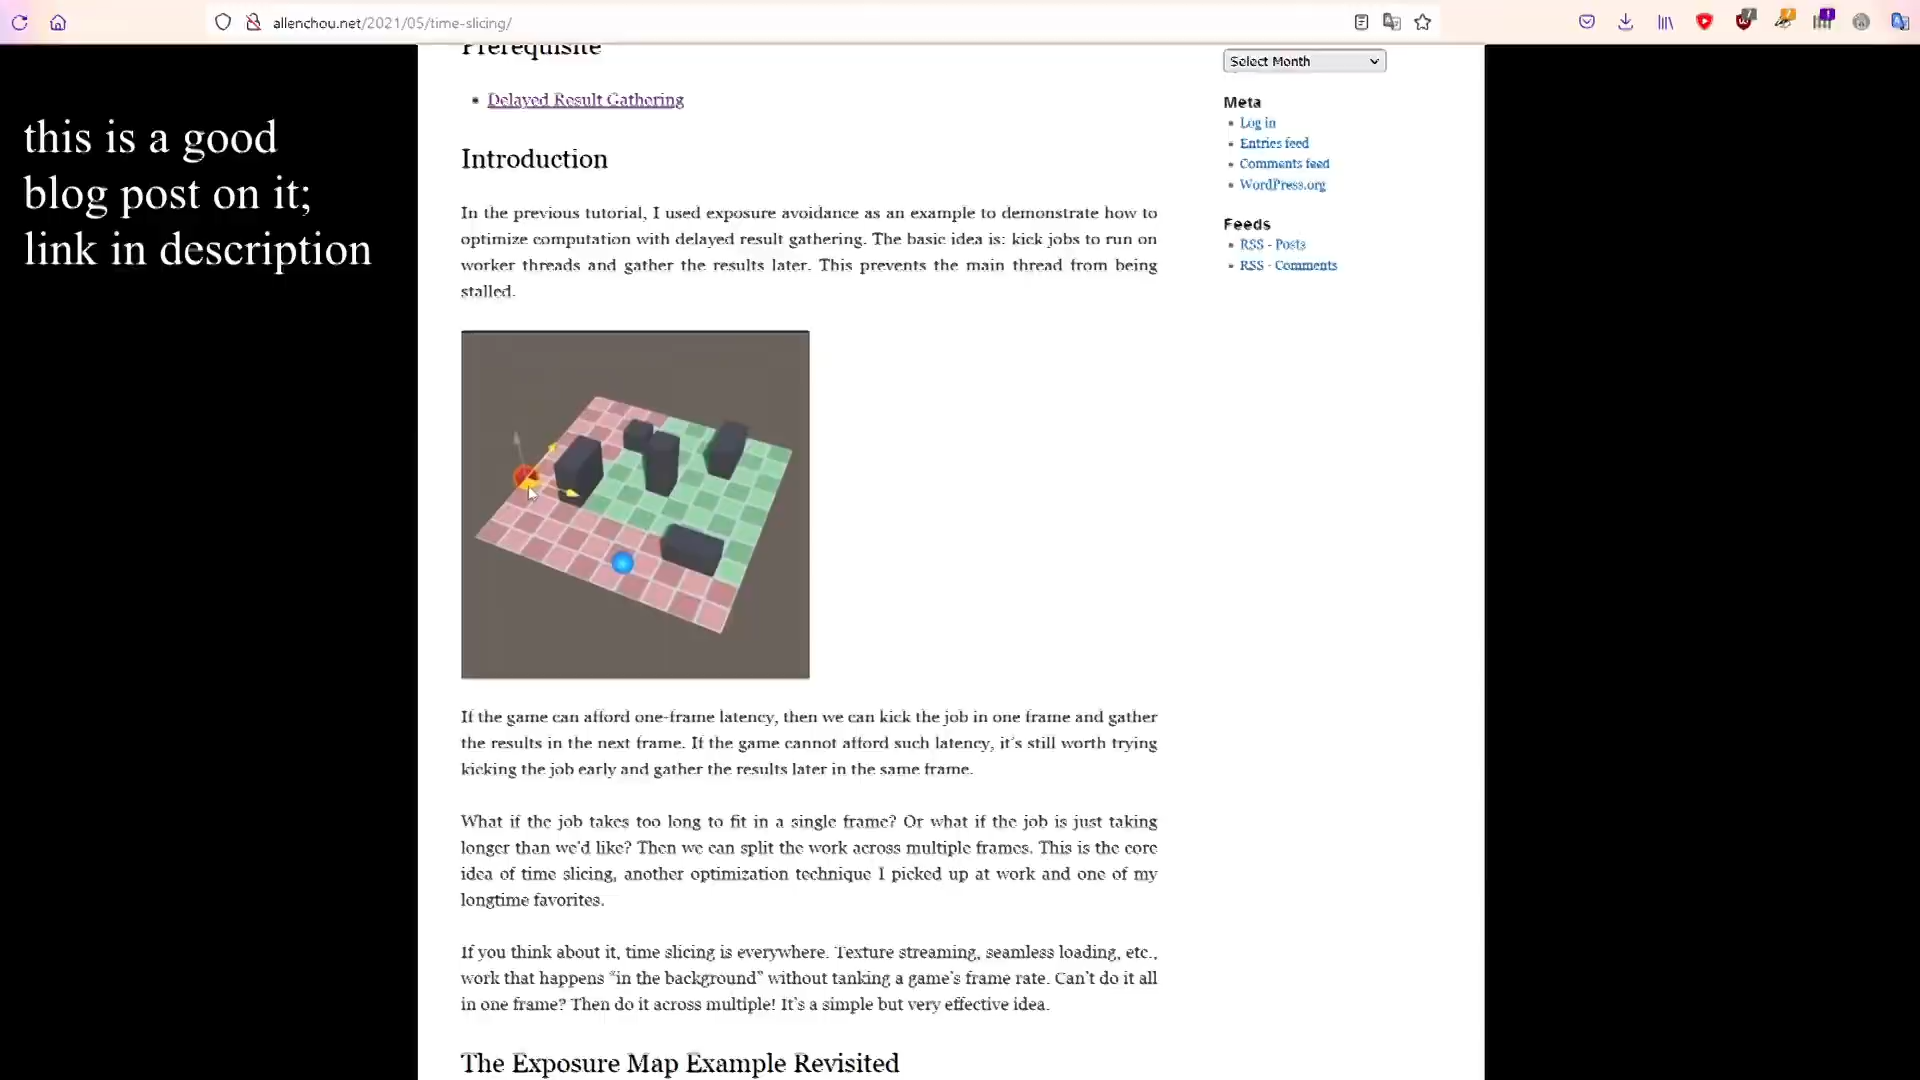 allenchou.net/2021/05/time-slicing/
this is a good
blog post on it;
link in description
Prerequisite
Delayed Result Gathering
Introduction
In the previous tutorial, I used exposure avoidance as an example to demonstrate how to
optimize computation with delayed result gathering. The basic idea is: kick jobs to run on
worker threads and gather the results later. This prevents the main thread from being
stalled.
If the game can afford one-frame latency, then we can kick the job in one frame and gather
the results in the next frame. If the game cannot afford such latency, it's still worth trying
kicking the job early and gather the results later in the same frame.
What if the job takes too long to fit in a single frame? Or what if the job is just taking
longer than we'd like? Then we can split the work across multiple frames. This is the core
idea of time slicing, another optimization technique I picked up at work and one of my
longtime favorites.
If you think about it, time slicing is everywhere. Texture streaming, seamless loading, etc.,
work that happens “in the background” without tanking a game's frame rate. Can't do it all
in one frame? Then do it across multiple! It's a simple but very effective idea.
The Exposure Map Example Revisited
Select Month
Meta
Log in
Entries feed
Comments feed
WordPress.org
Feeds
RSS - Posts
RSS - Comments